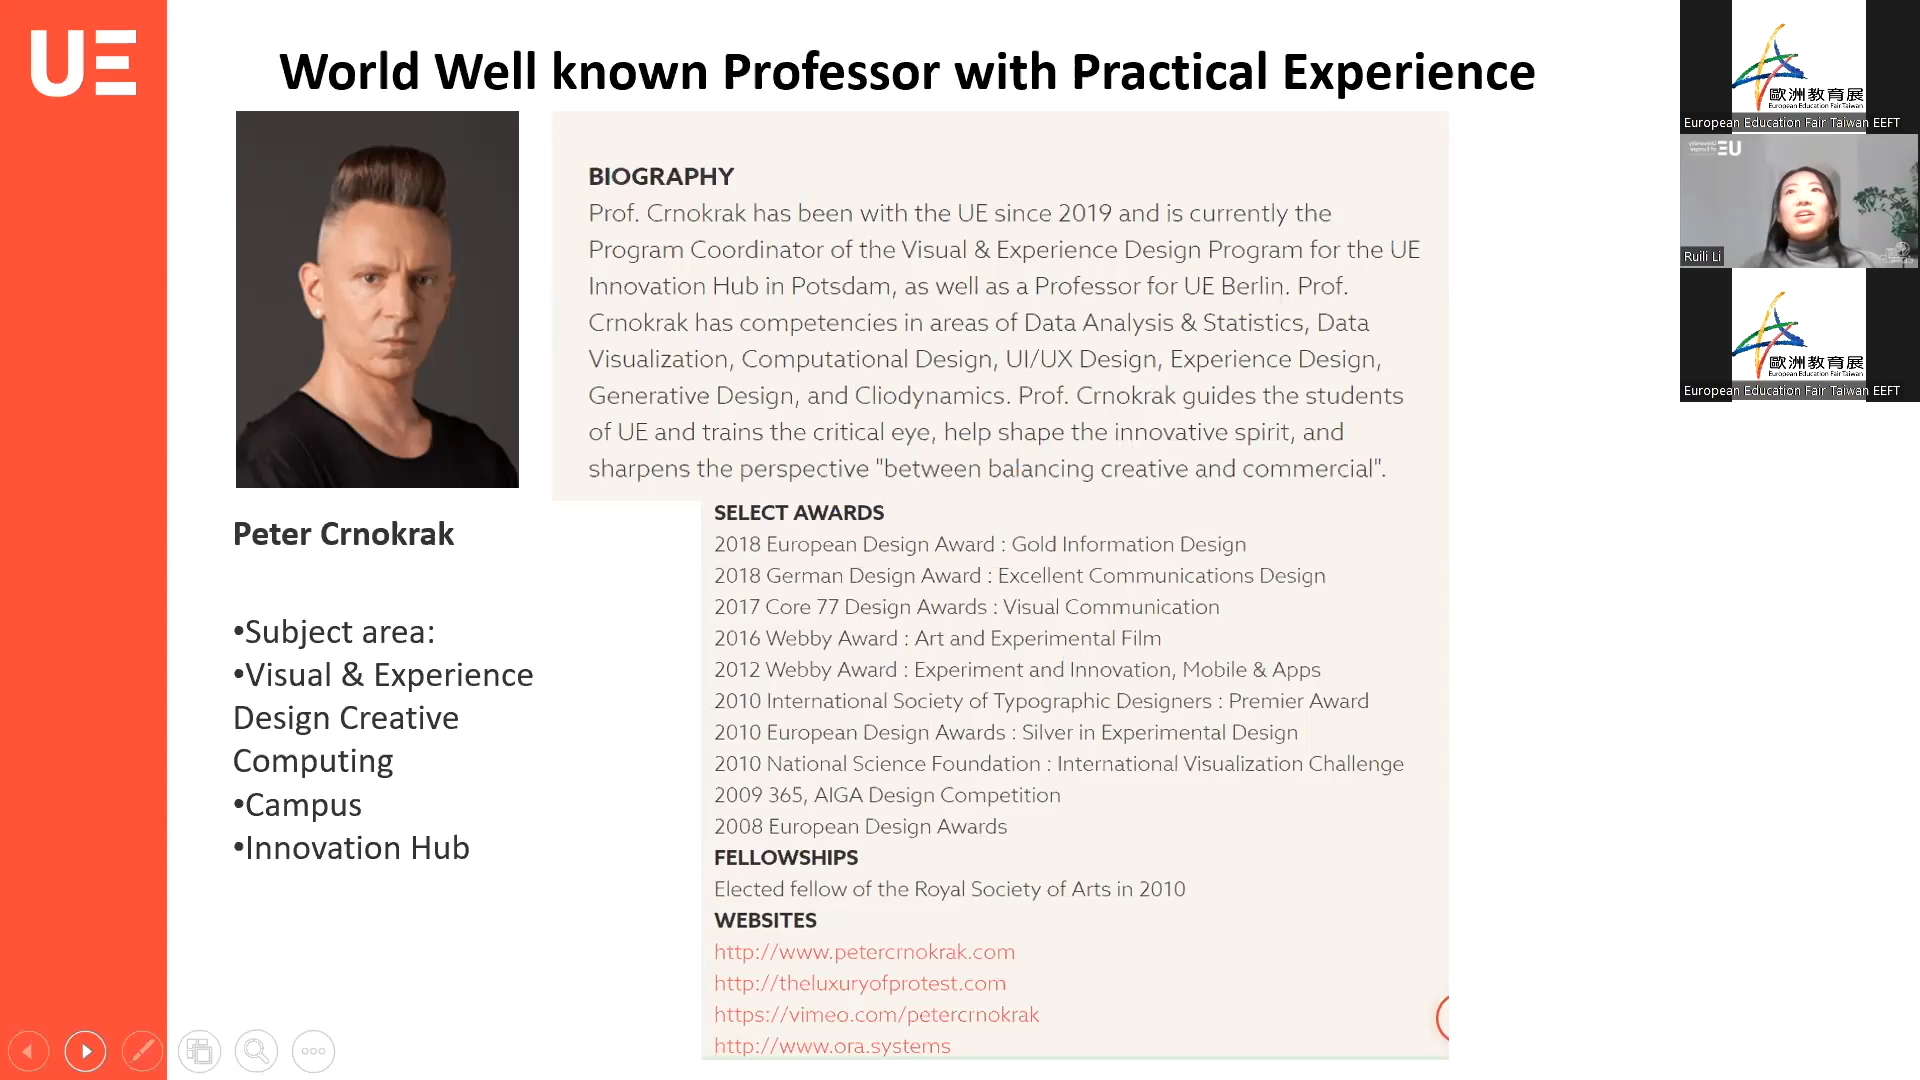 UE
World Well known Professor with Practical Experience
BIOGRAPHY
Prof. Crnokrak has been with the UE since 2019 and is currently the
Program Coordinator of the Visual & Experience Design Program for the UE
Innovation Hub in Potsdam, as well as a Professor for UE Berlin. Prof.
Crnokrak has competencies in areas of Data Analysis & Statistics, Data
Visualization, Computational Design, UI/UX Design, Experience Design,
Generative Design, and Cliodynamics. Prof. Crnokrak guides the students
of UE and trains the critical eye, help shape the innovative spirit, and
sharpens the perspective "between balancing creative and commercial".
Peter Crnokrak
•Subject area:
•Visual & Experience
Design Creative
Computing
•Campus
•Innovation Hub
SELECT AWARDS
2018 European Design Award : Gold Information Design
2018 German Design Award : Excellent Communications Design
2017 Core 77 Design Awards : Visual Communication
2016 Webby Award : Art and Experimental Film
2012 Webby Award : Experiment and Innovation, Mobile & Apps
2010 International Society of Typographic Designers : Premier Award
2010 European Design Awards : Silver in Experimental Design
2010 National Science Foundation : International Visualization Challenge
2009 365, AIGA Design Competition
2008 European Design Awards
FELLOWSHIPS
Elected fellow of the Royal Society of Arts in 2010
WEBSITES
http://www.petercrnokrak.com
http://theluxuryofprotest.com
https://vimeo.com/petercrnokrak
http://www.ora.systems
歐洲教育展
European Education Fair Taiwan
European Education Fair Taiwan EEFT
UE
Ruili Li
歐洲教育展
European Education Fair Taiwan
European Education Fair Taiwan EEFT